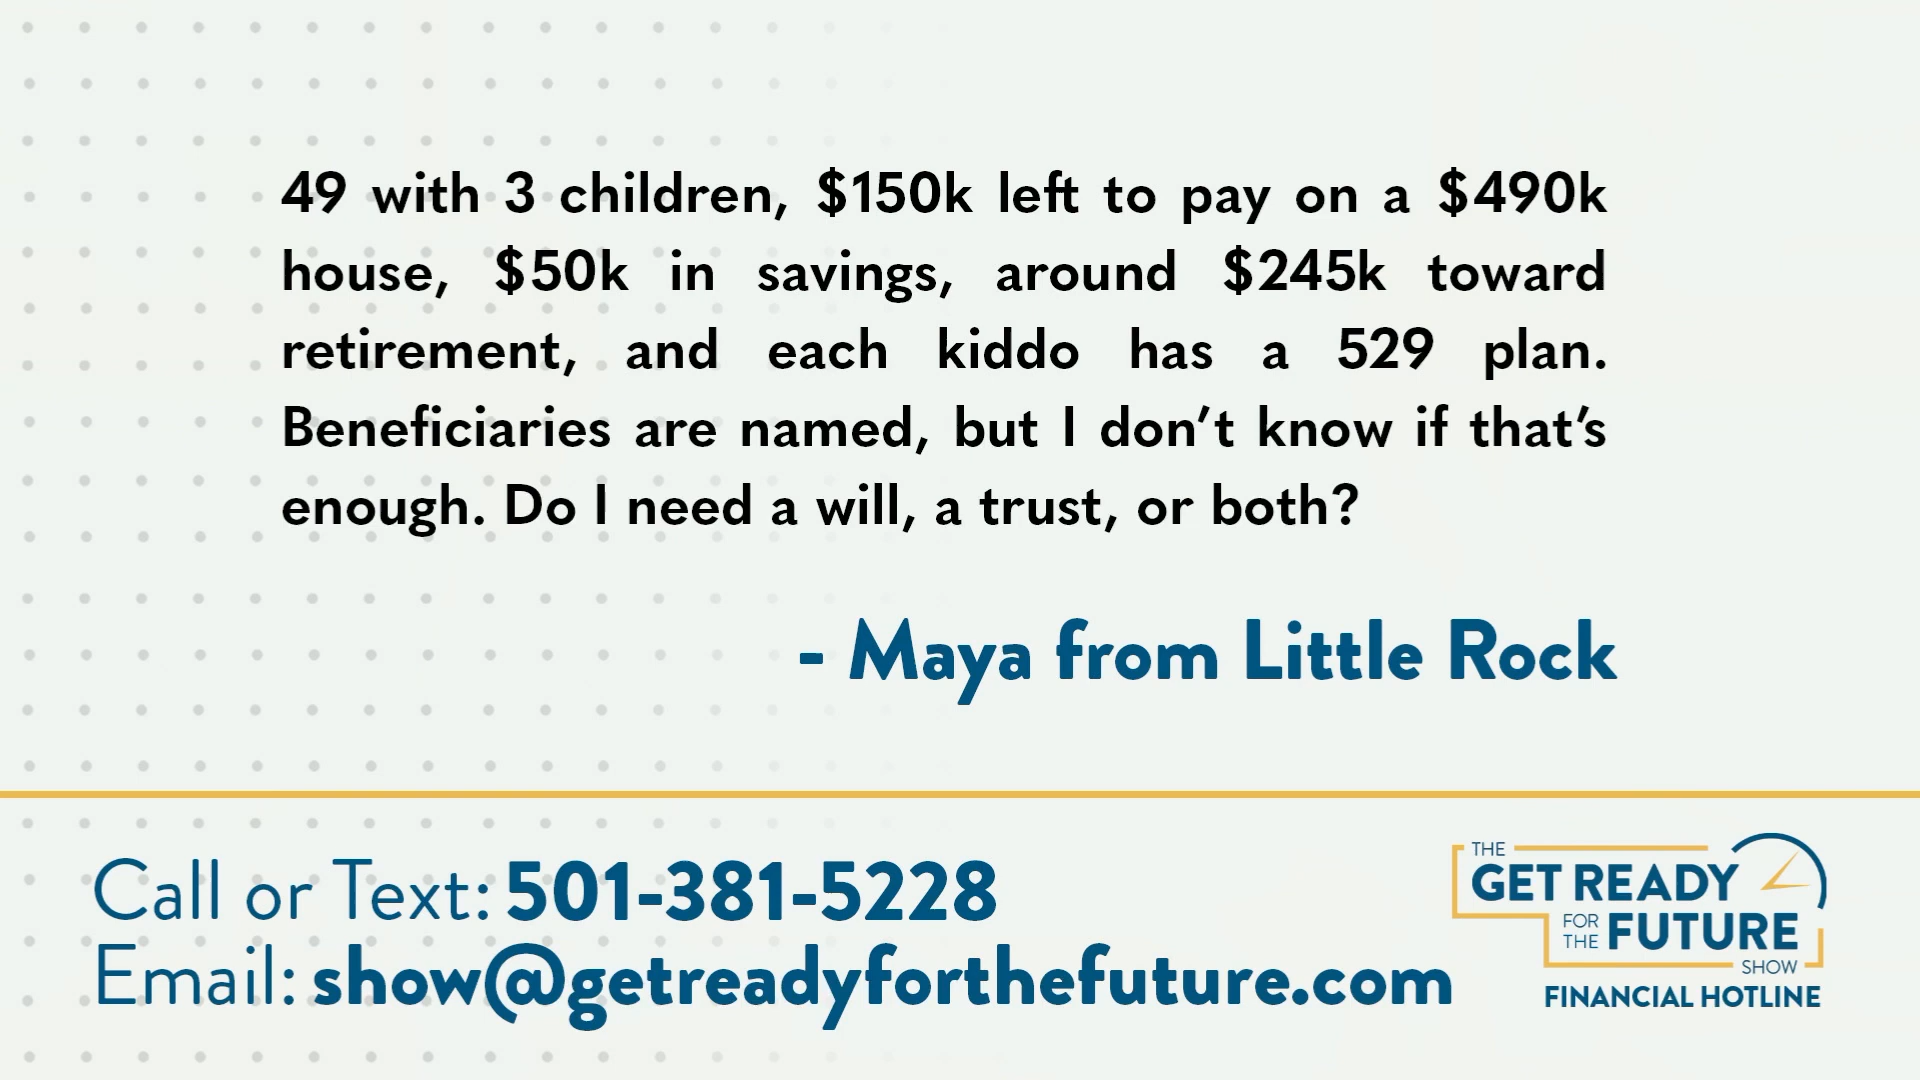 49 with 3 children, $150k left to pay on a $490k
house, $50k in savings, around $245k toward
retirement, and each kiddo has a 529 plan.
Beneficiaries are named, but I don’t know if that’s
enough. Do I need a will, a trust, or both?
- Maya from Little Rock
Call or Text: 501-381-5228
Email: show@getreadyforthefuture.com
THE
GET READY
FOR THE FUTURE
SHOW
FINANCIAL HOTLINE